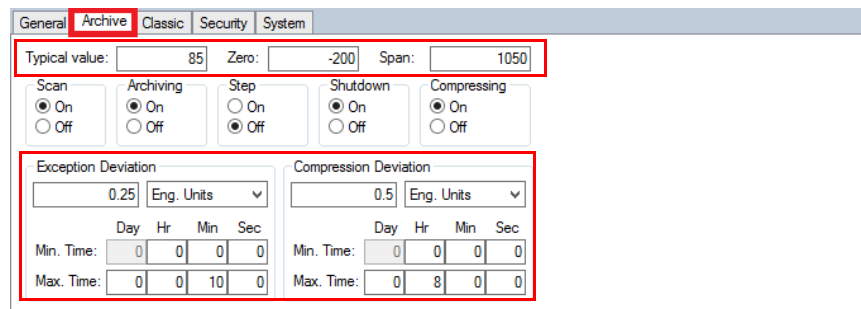 General Archive Classic Security System
Typical value: 85 Zero: -200 Span: 1050
Scan Archiving Step Shutdown Compressing
On On On On On
Off Off Off Off Off
Exception Deviation Compression Deviation
0.25 Eng. Units 0.5 Eng. Units
Day Hr Min Sec Day Hr Min Sec
Min. Time: 0 0 0 0 Min. Time: 0 0 0 0
Max. Time: 0 0 10 0 Max. Time: 0 8 0 0